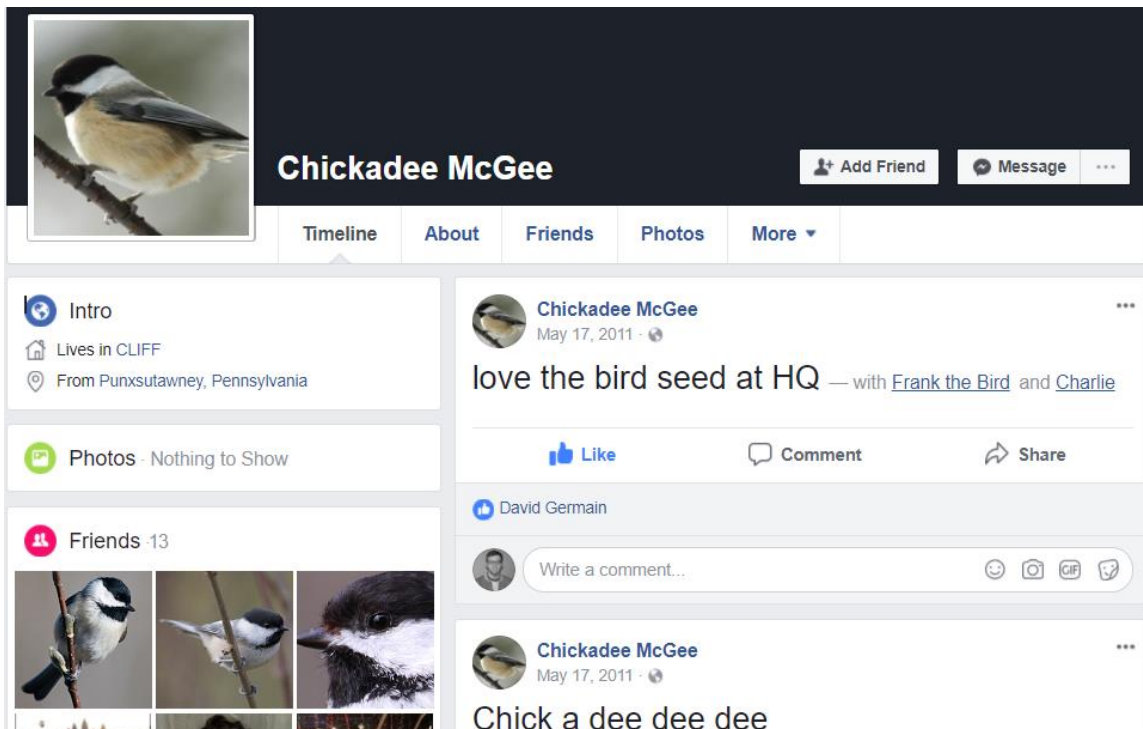 Chickadee McGee
Add Friend
Message
Timeline
About
Friends
Photos
More
Intro
Lives in CLIFF
From Punxsutawney, Pennsylvania
Photos · Nothing to Show
Friends ·13
Chickadee McGee
May 17, 2011 ·
love the bird seed at HQ — with Frank the Bird and Charlie
Like
Comment
Share
David Germain
Write a comment...
GIF
Chickadee McGee
May 17, 2011 ·
Chick a dee dee dee